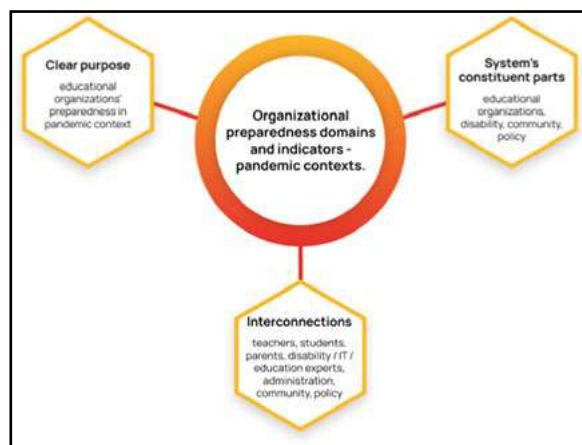 Clear purpose
educational
organizations'
preparedness in
pandemic context
Organizational
preparedness domains
and indicators -
pandemic contexts.
System's
constituent parts
educational
organizations,
disability, community,
policy
Interconnections
teachers, students,
parents, disability / IT /
education experts,
administration,
community, policy